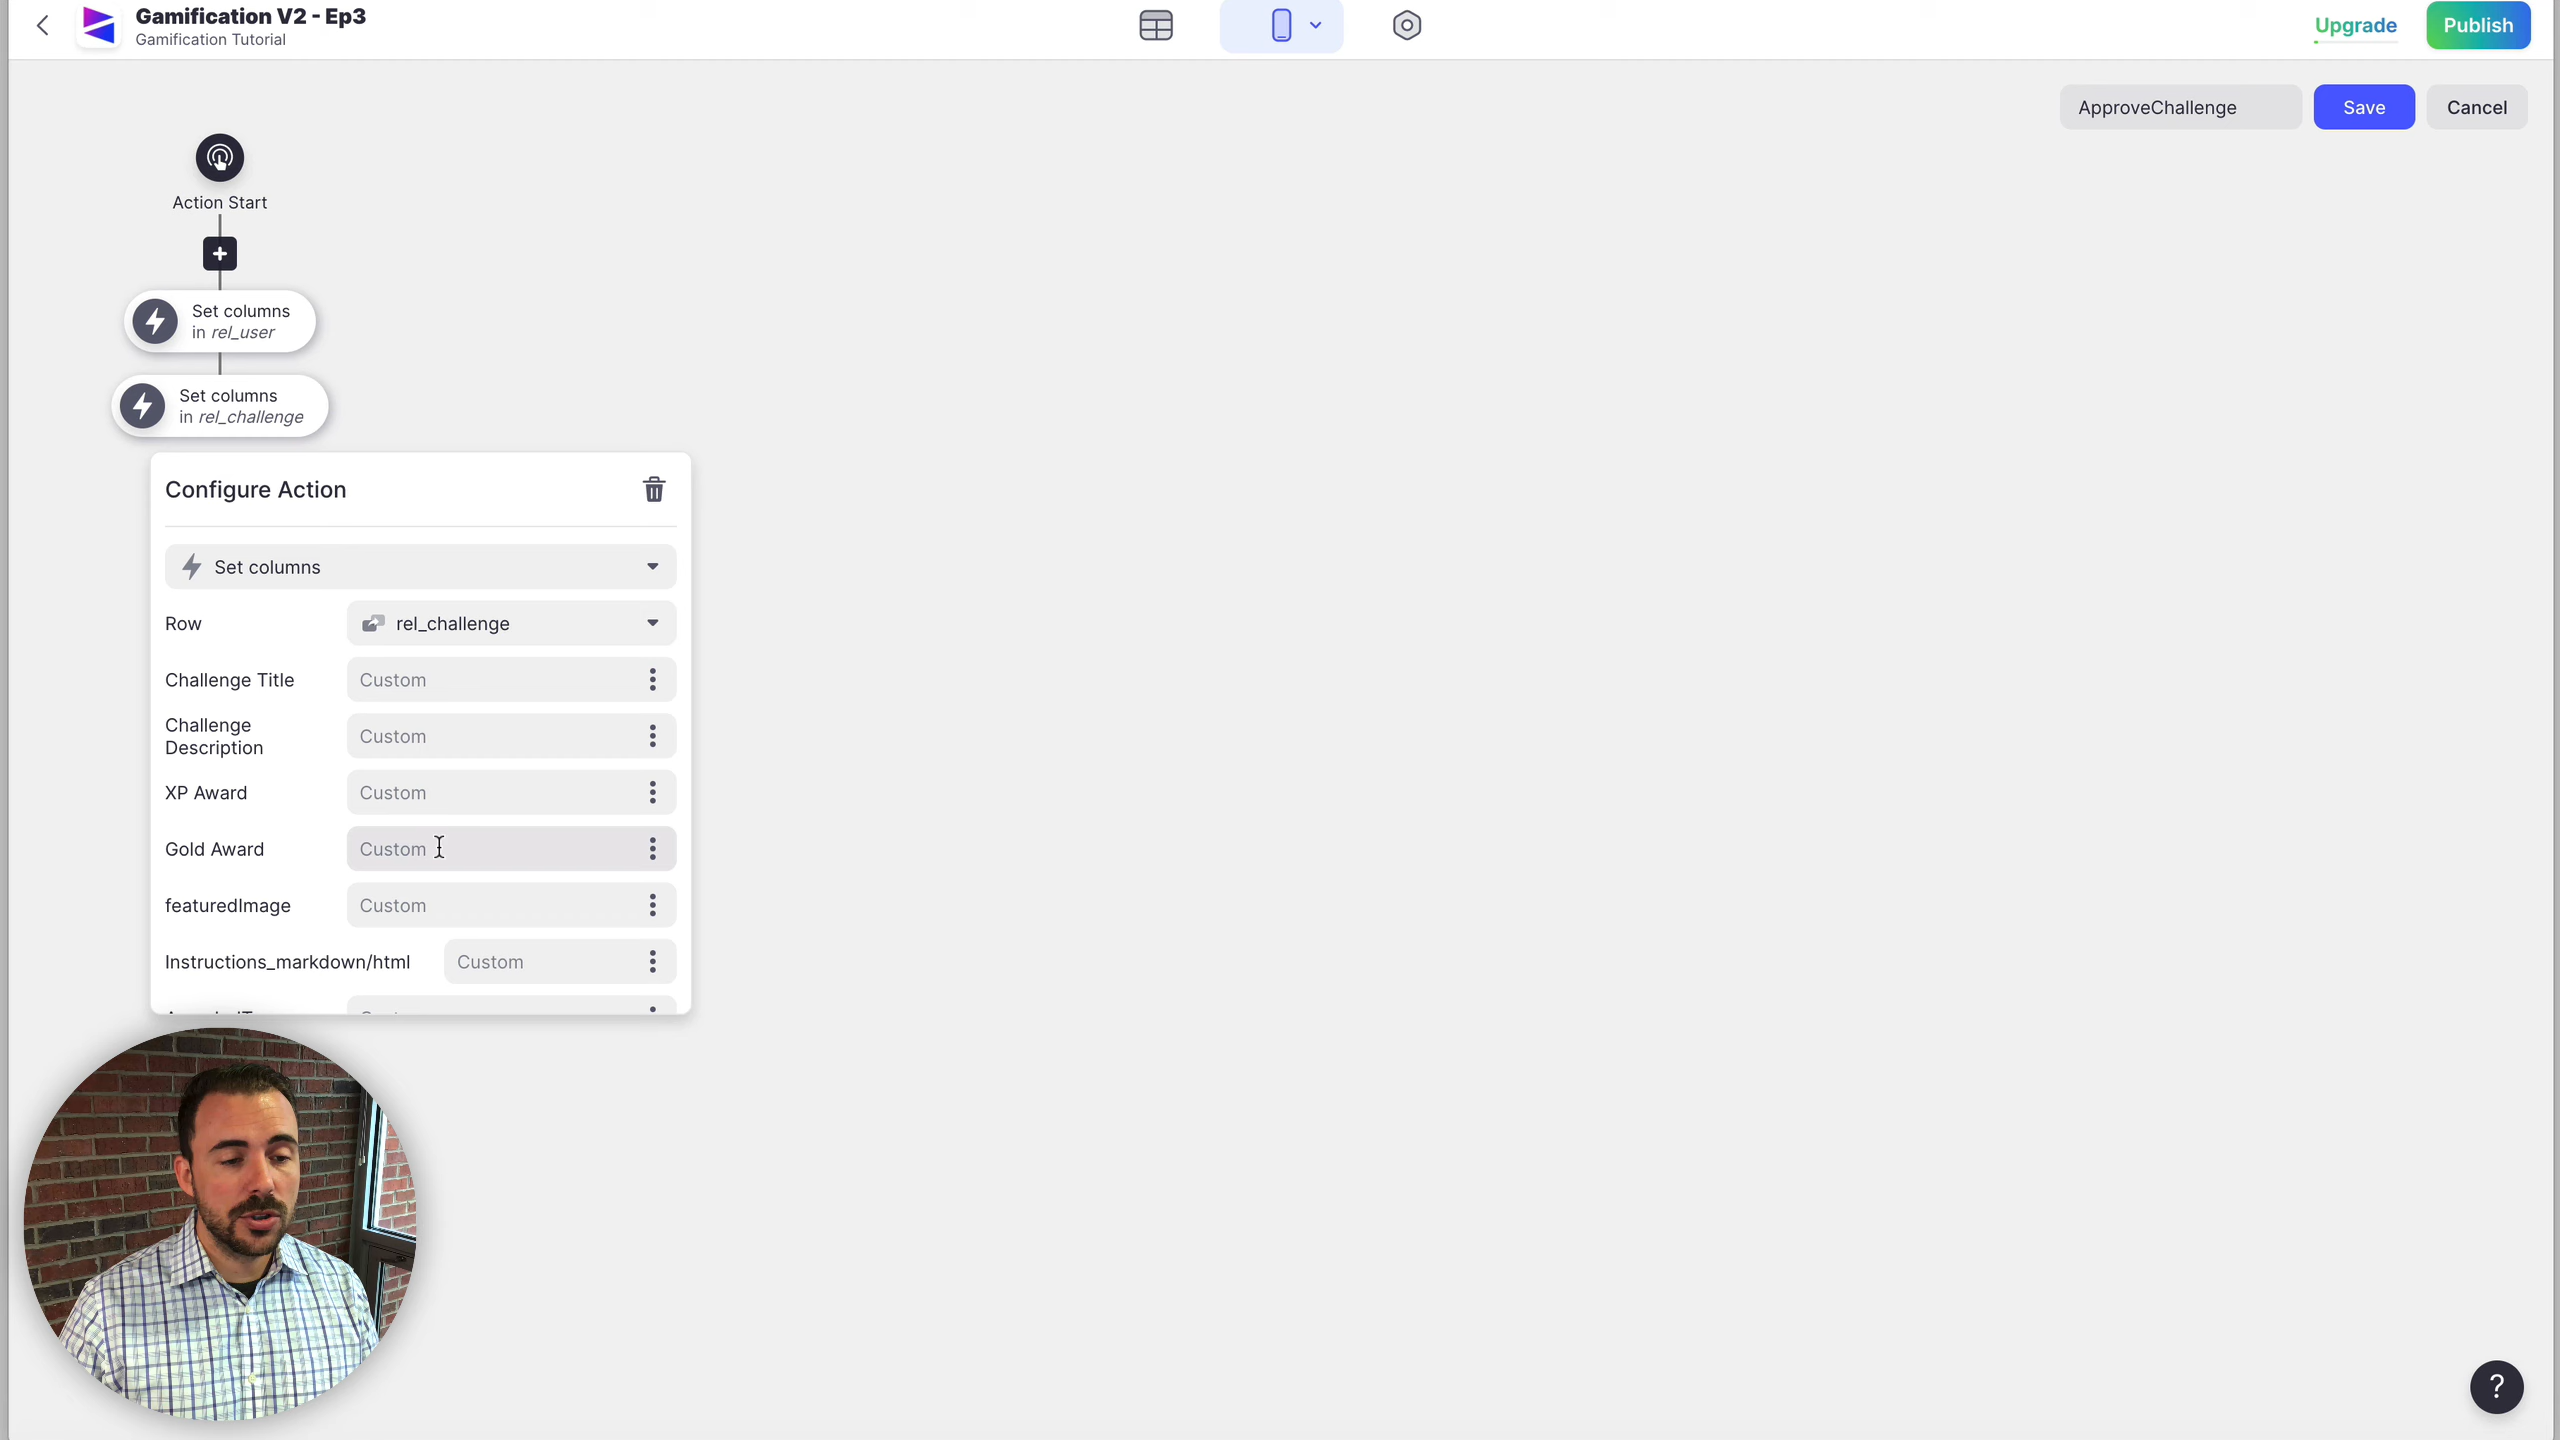 Gamification V2 - Ep3
Gamification Tutorial
Upgrade
Publish
ApproveChallenge
Save
Cancel
Action Start
Set columns
in rel_user
Set columns
in rel_challenge
Configure Action
Set columns
Row
rel_challenge
Challenge Title
Custom
Challenge
Description
Custom
XP Award
Custom
Gold Award
Custom
featuredImage
Custom
Instructions_markdown/html
Custom
?